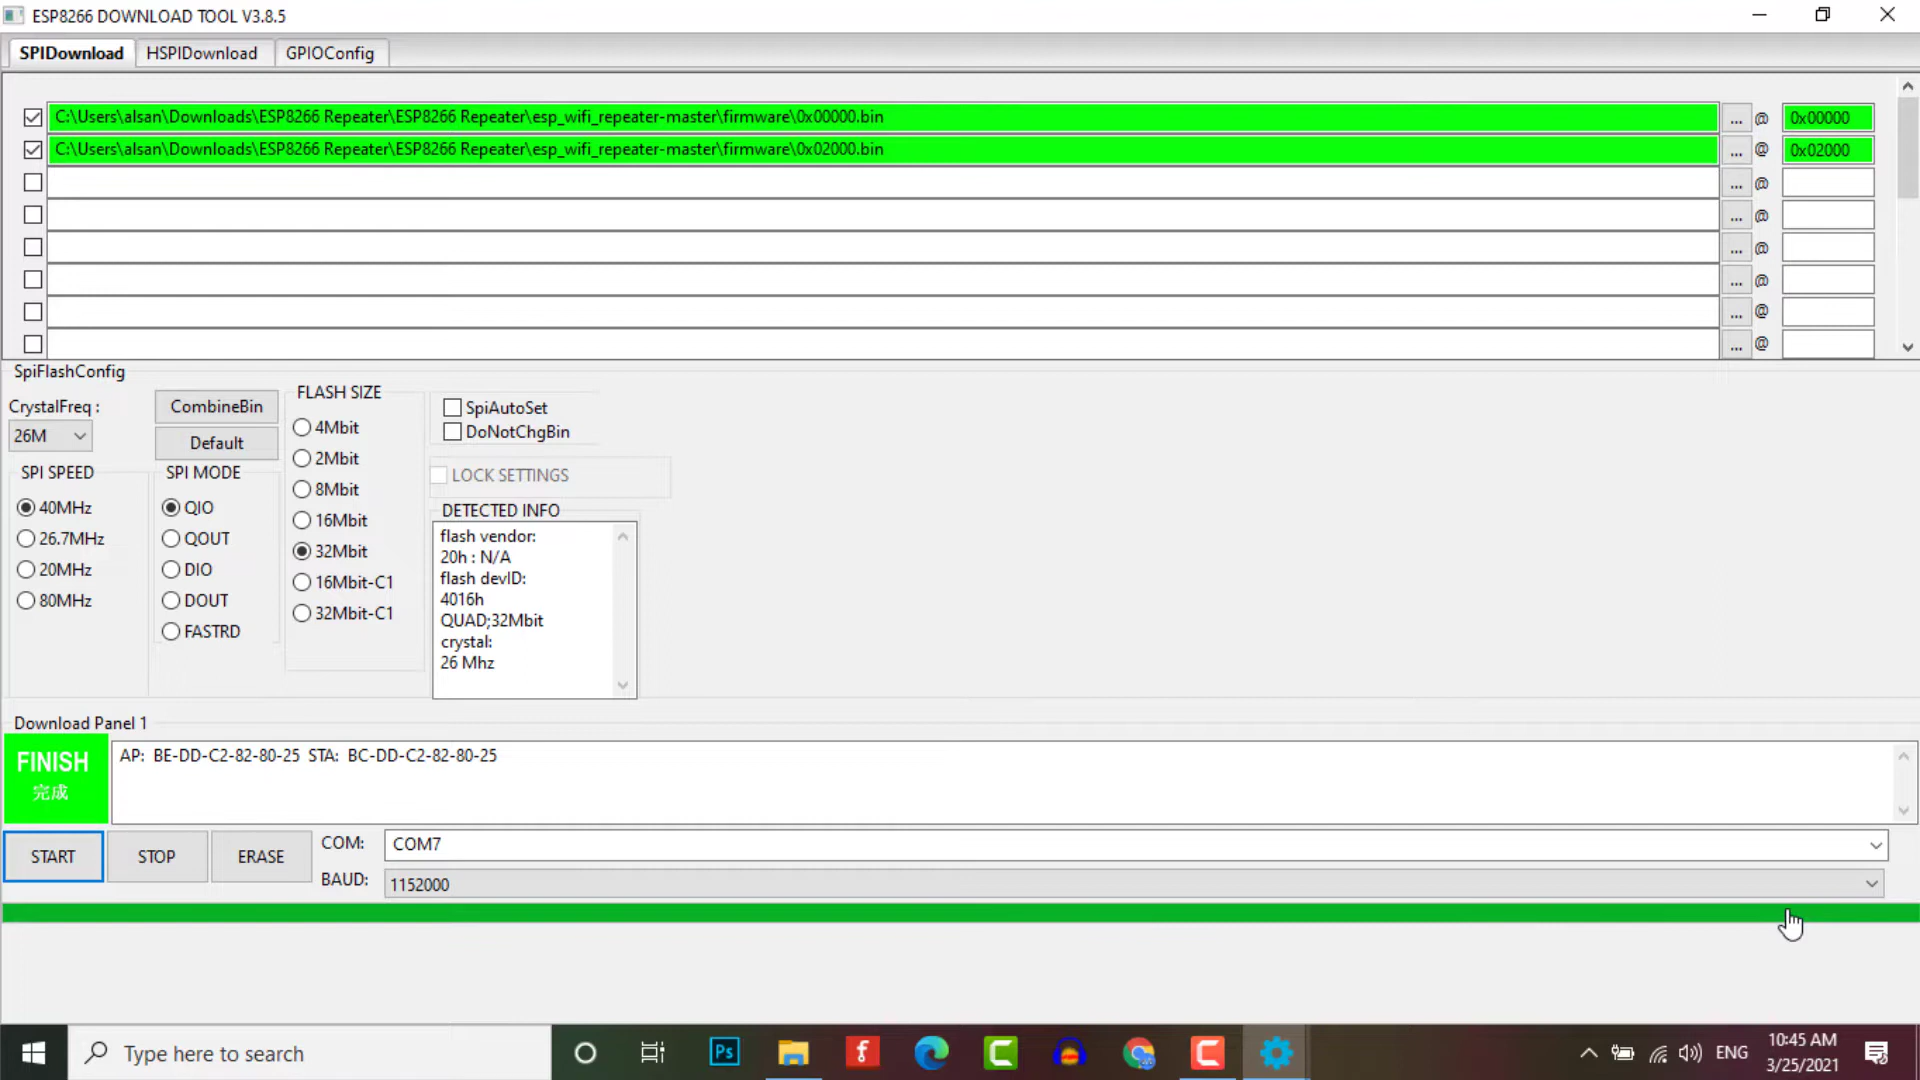 ESP8266 DOWNLOAD TOOL V3.8.5
SPIDownload
HSPIDownload
GPIOConfig
C:\Users\alsan\Downloads\ESP8266 Repeater\ESP8266 Repeater\esp_wifi_repeater-master\firmware\0x00000.bin
...
@
0x00000
C:\Users\alsan\Downloads\ESP8266 Repeater\ESP8266 Repeater\esp_wifi_repeater-master\firmware\0x02000.bin
...
@
0x02000
...
@
...
@
...
@
...
@
...
@
...
@
SpiFlashConfig
CrystalFreq :
26M
CombineBin
Default
SPI SPEED
40MHz
26.7MHz
20MHz
80MHz
SPI MODE
QIO
QOUT
DIO
DOUT
FASTRD
FLASH SIZE
4Mbit
2Mbit
8Mbit
16Mbit
32Mbit
16Mbit-C1
32Mbit-C1
SpiAutoSet
DoNotChgBin
LOCK SETTINGS
DETECTED INFO
flash vendor:
20h : N/A
flash devID:
4016h
QUAD;32Mbit
crystal:
26 Mhz
Download Panel 1
FINISH
完成
AP: BE-DD-C2-82-80-25 STA: BC-DD-C2-82-80-25
START
STOP
ERASE
COM:
COM7
BAUD:
1152000
Type here to search
Ps
f
C
C
ENG
10:45 AM
3/25/2021